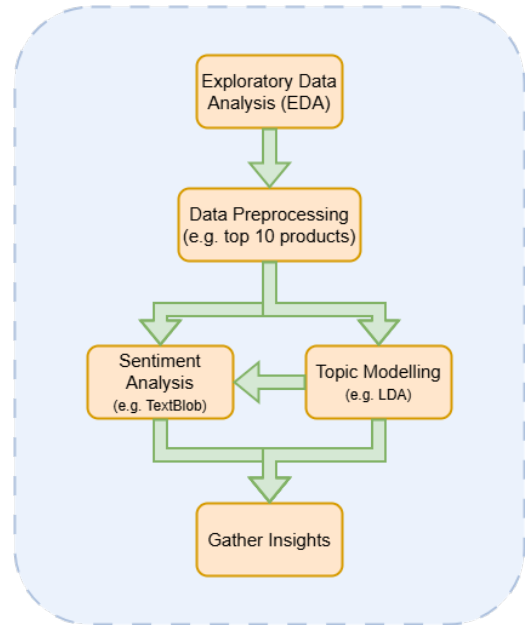 Exploratory Data
Analysis (EDA)
Data Preprocessing
(e.g. top 10 products)
Sentiment
Analysis
(e.g. TextBlob)
Topic Modelling
(e.g. LDA)
Gather Insights